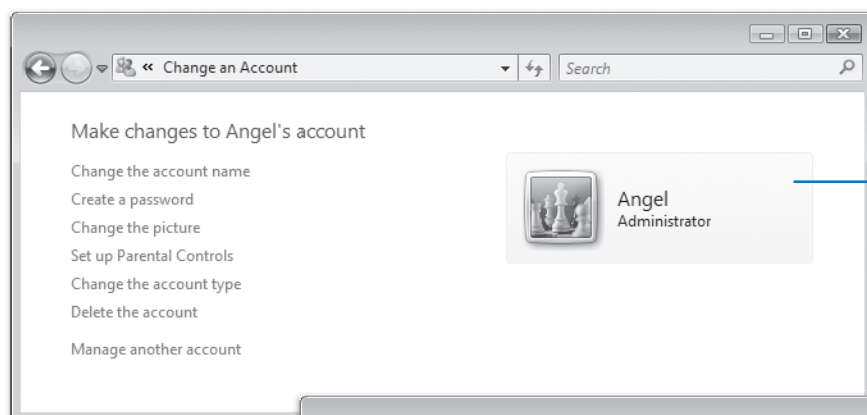 « Change an Account
Search
Make changes to Angel's account
Change the account name
Create a password
Change the picture
Set up Parental Controls
Change the account type
Delete the account
Manage another account
Angel
Administrator